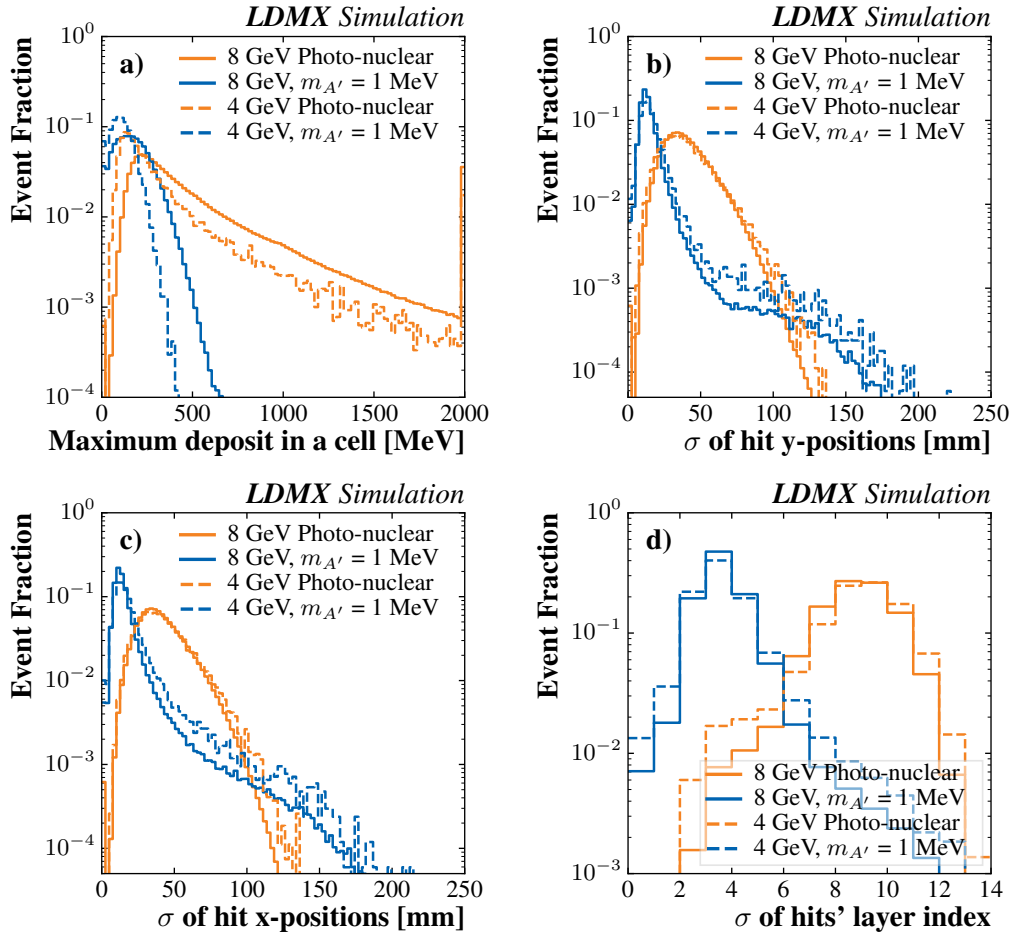 LDMX Simulation
a)
8 GeV Photo-nuclear
8 GeV, m_{A′} = 1 MeV
4 GeV Photo-nuclear
4 GeV, m_{A′} = 1 MeV
Event Fraction
10^0
10^{−1}
10^{−2}
10^{−3}
10^{−4}
0 500 1000 1500 2000
Maximum deposit in a cell [MeV]
LDMX Simulation
b)
8 GeV Photo-nuclear
8 GeV, m_{A′} = 1 MeV
4 GeV Photo-nuclear
4 GeV, m_{A′} = 1 MeV
Event Fraction
10^0
10^{−1}
10^{−2}
10^{−3}
10^{−4}
0 50 100 150 200 250
σ of hit y-positions [mm]
LDMX Simulation
c)
8 GeV Photo-nuclear
8 GeV, m_{A′} = 1 MeV
4 GeV Photo-nuclear
4 GeV, m_{A′} = 1 MeV
Event Fraction
10^0
10^{−1}
10^{−2}
10^{−3}
10^{−4}
0 50 100 150 200 250
σ of hit x-positions [mm]
LDMX Simulation
d)
Event Fraction
10^0
10^{−1}
10^{−2}
10^{−3}
8 GeV Photo-nuclear
8 GeV, m_{A′} = 1 MeV
4 GeV Photo-nuclear
4 GeV, m_{A′} = 1 MeV
0 2 4 6 8 10 12 14
σ of hits’ layer index